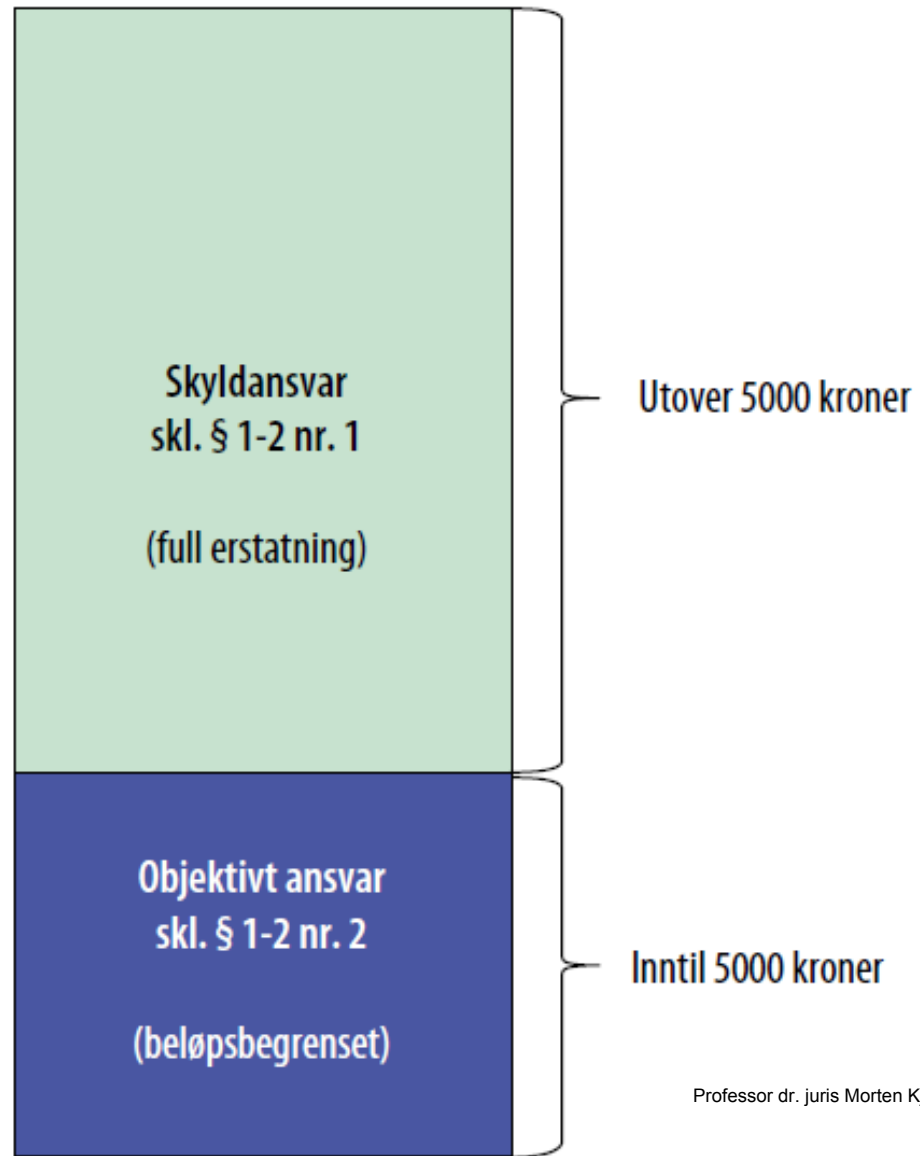 Skyldansvar
skl. § 1-2 nr. 1
(full erstatning)
Utover 5000 kroner
Objektivt ansvar
skl. § 1-2 nr. 2
(beløpsbegrenset)
Inntil 5000 kroner
Professor dr. juris Morten